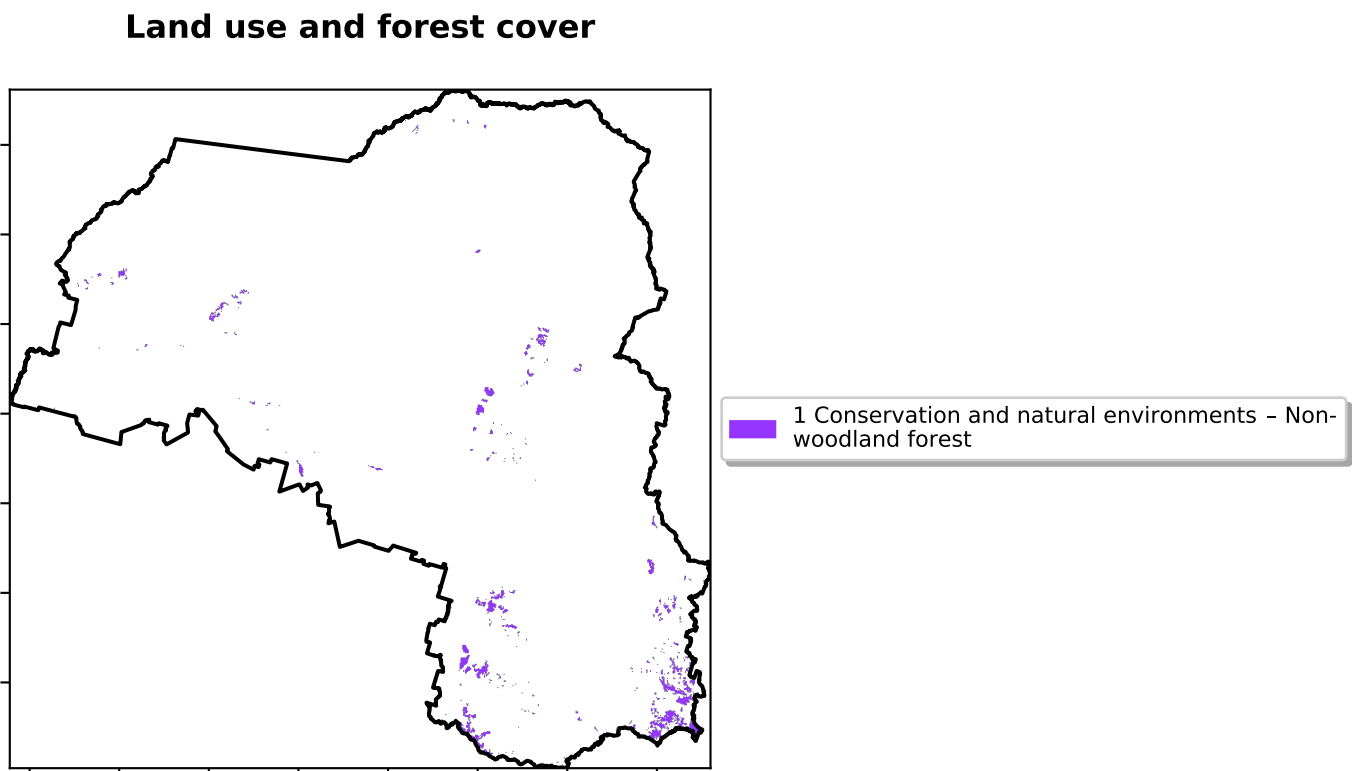 Land use and forest cover
1 Conservation and natural environments – Non-
woodland forest